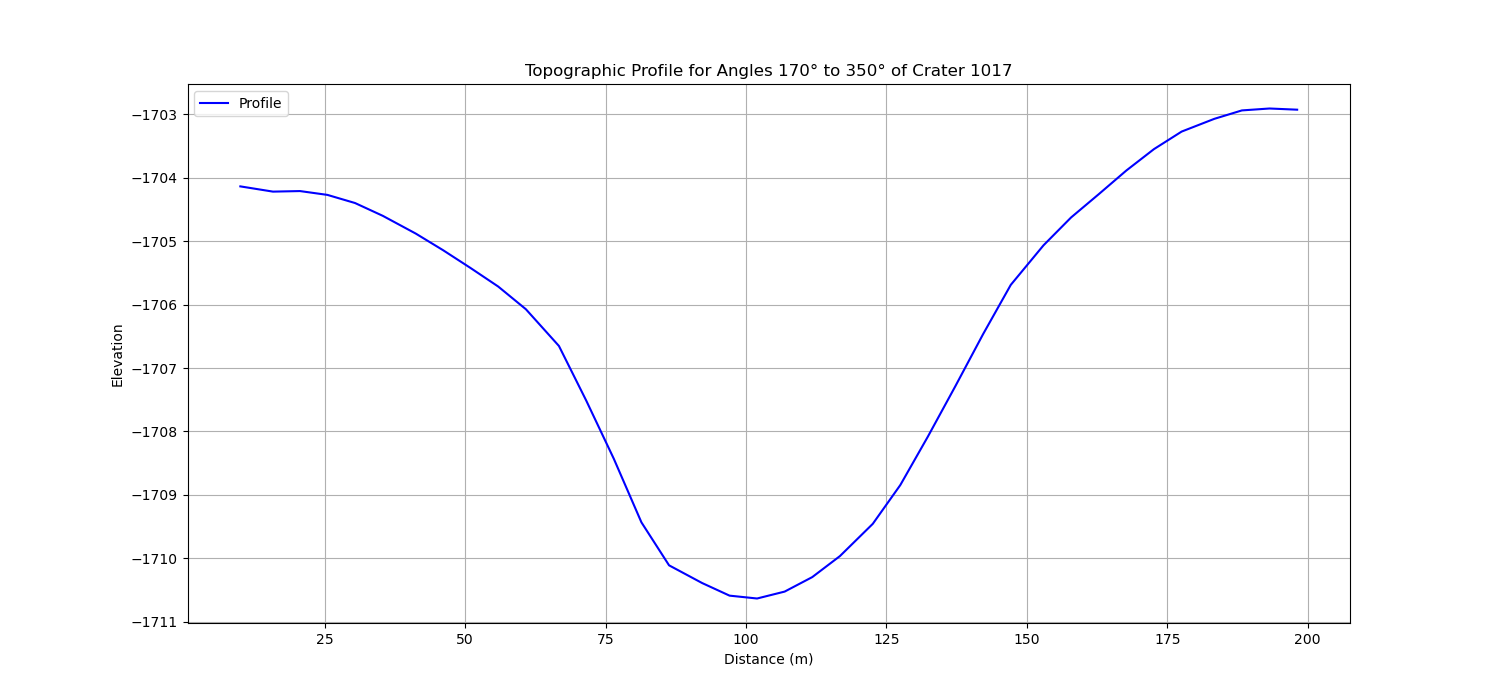 Topographic Profile for Angles 170° to 350° of Crater 1017
Profile
−1703
−1704
−1705
−1706
−1707
−1708
−1709
−1710
−1711
Elevation
25 50 75 100 125 150 175 200
Distance (m)